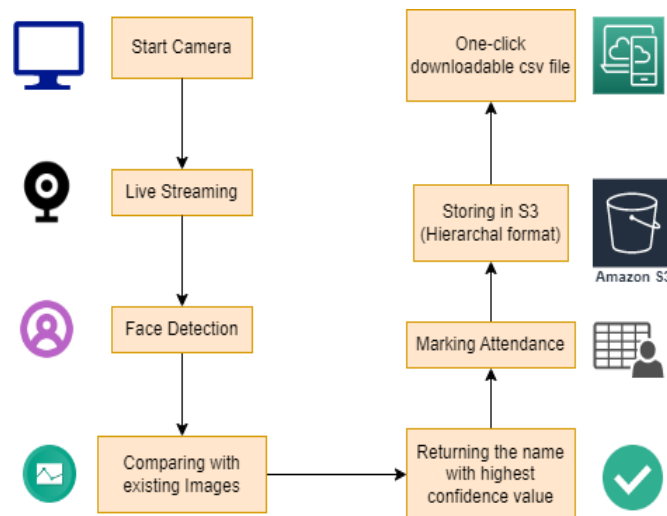 Start Camera
Live Streaming
Face Detection
Comparing with
existing Images
Returning the name
with highest
confidence value
Marking Attendance
Storing in S3
(Hierarchal format)
Amazon S3
One-click
downloadable csv file